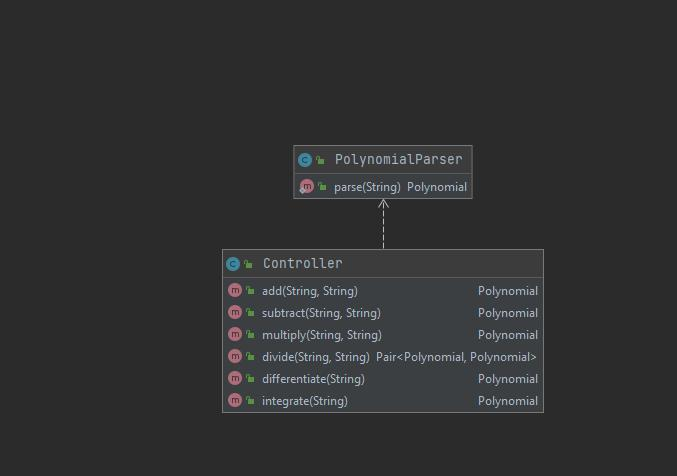 PolynomialParser
parse(String) Polynomial
Controller
add(String, String) Polynomial
subtract(String, String) Polynomial
multiply(String, String) Polynomial
divide(String, String) Pair<Polynomial, Polynomial>
differentiate(String) Polynomial
integrate(String) Polynomial